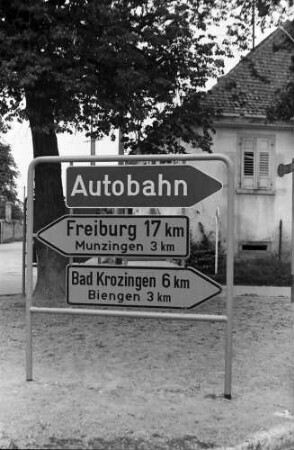 Autobahn
Freiburg 17 km
Munzingen 3 km
Bad Krozingen 6 km
Biengen 3 km